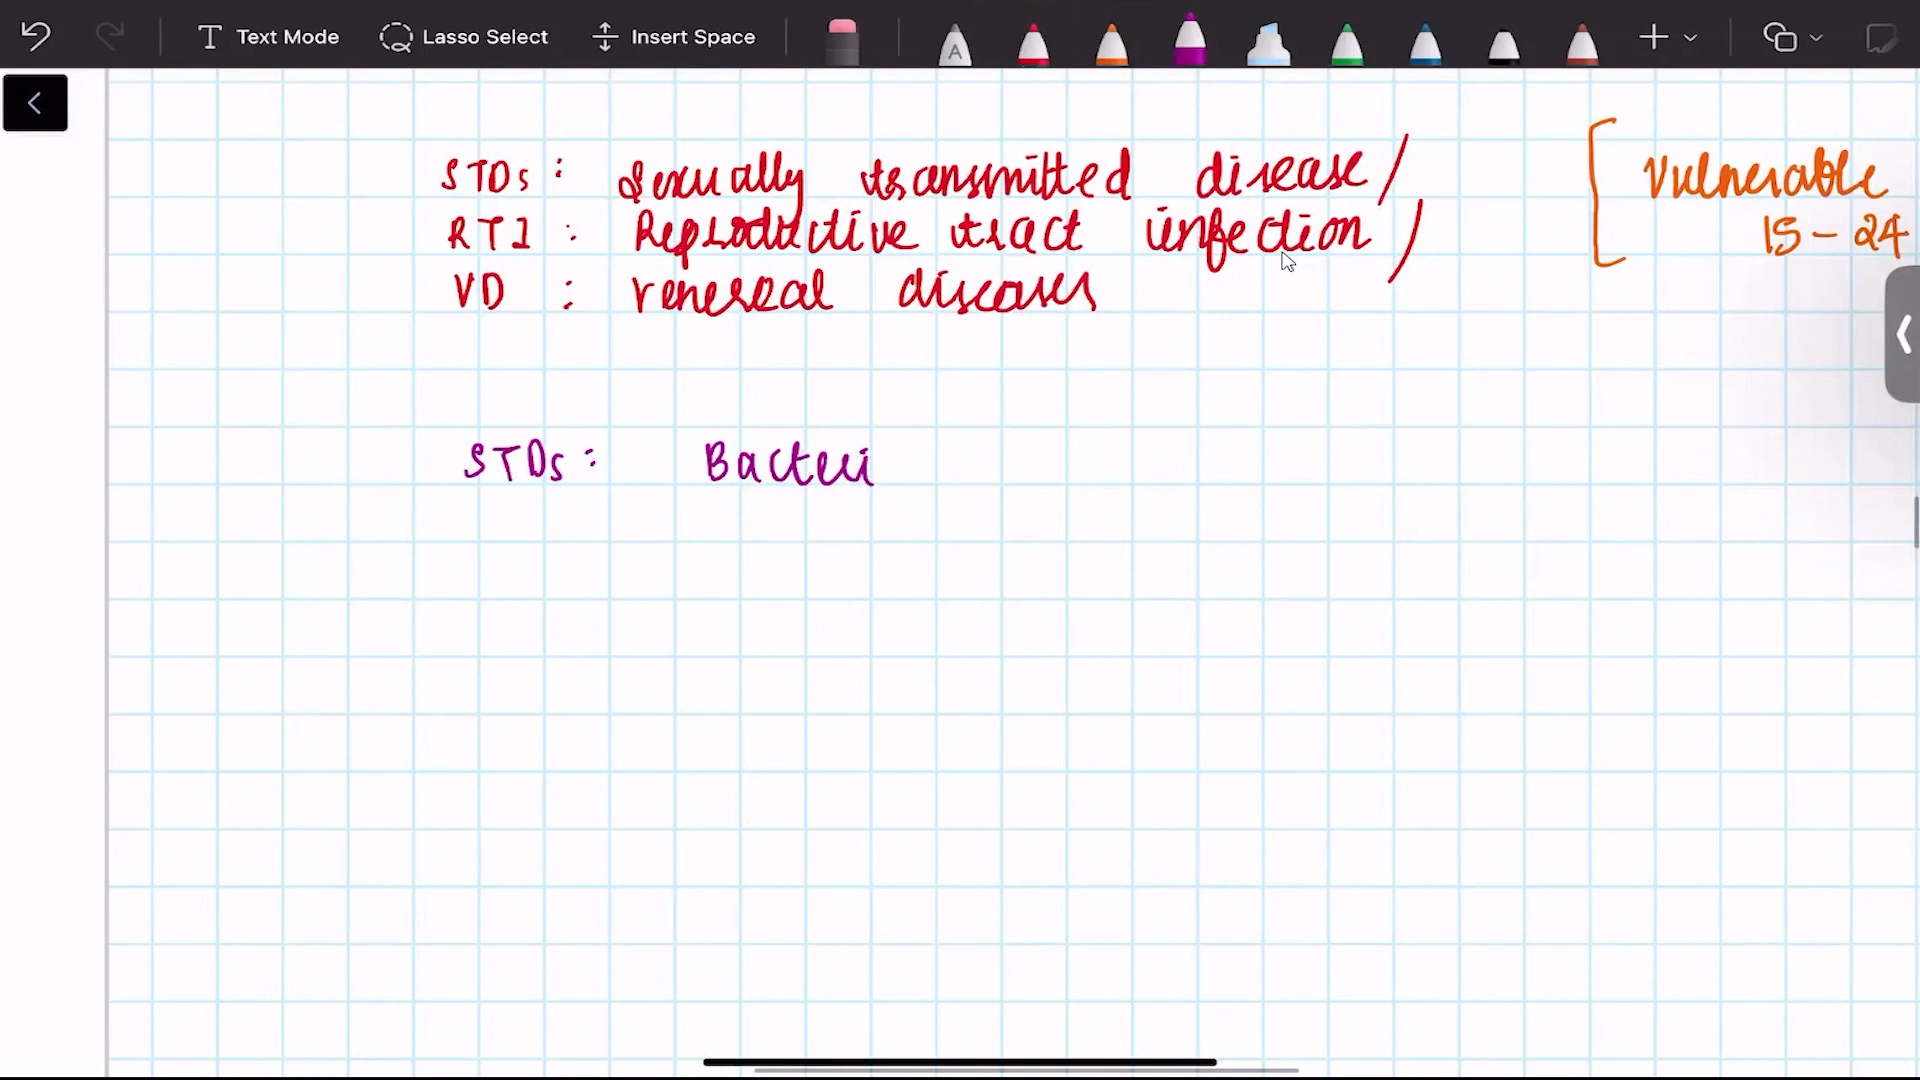 Text Mode Lasso Select Insert Space
A
STDs : Sexually transmitted disease/
RTI : Reproductive tract infection /
VD : venereal diseases
[ Vulnerable
15 - 24
STDs : Bacteri